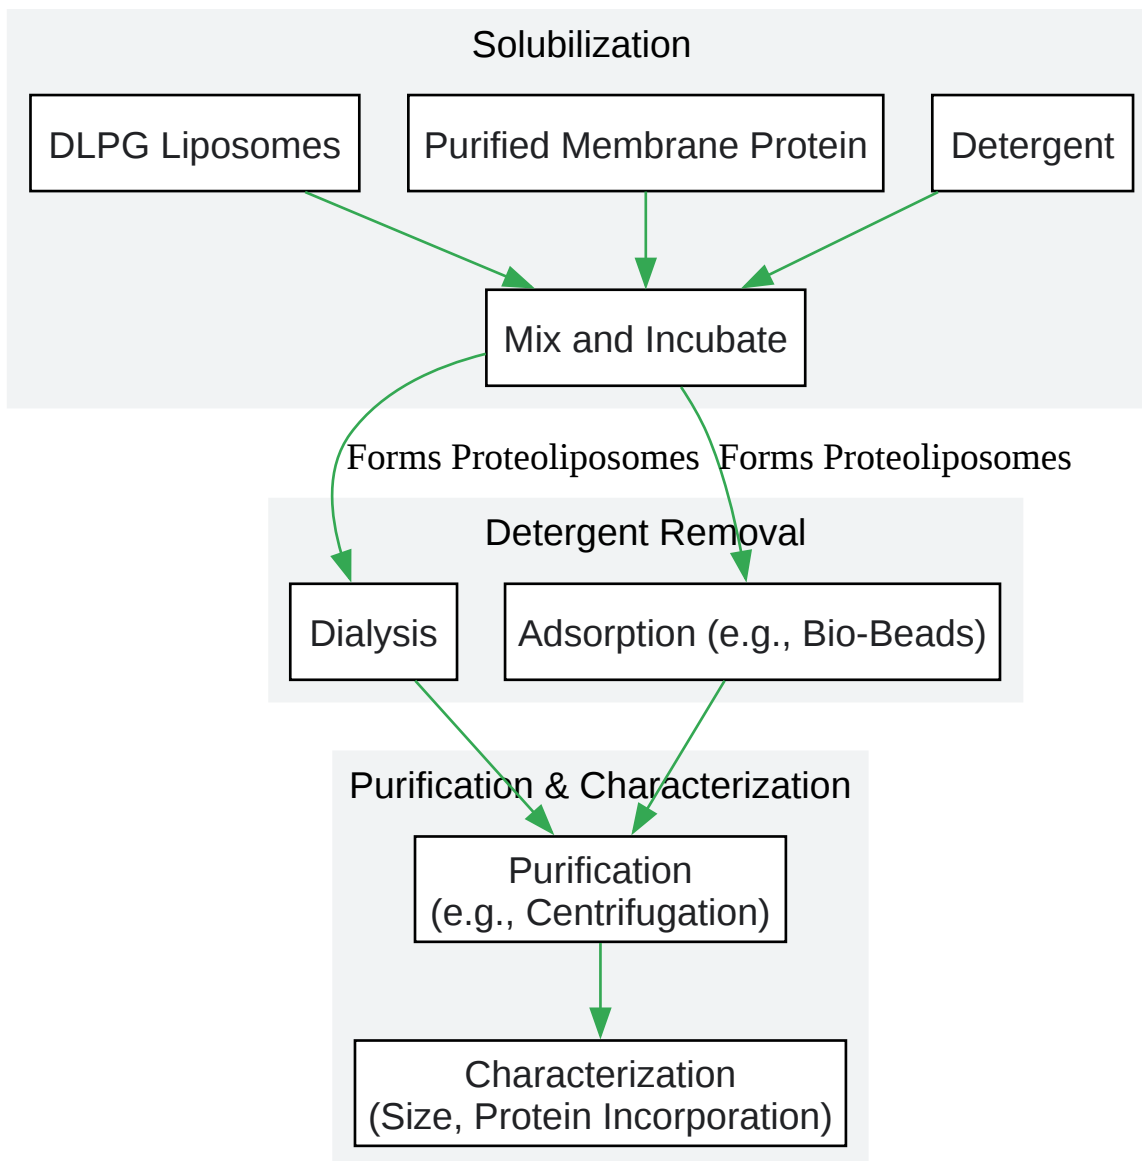 Solubilization
DLPG Liposomes
Purified Membrane Protein
Detergent
Mix and Incubate
Forms Proteoliposomes
Forms Proteoliposomes
Detergent Removal
Dialysis
Adsorption (e.g., Bio-Beads)
Purification & Characterization
Purification
(e.g., Centrifugation)
Characterization
(Size, Protein Incorporation)